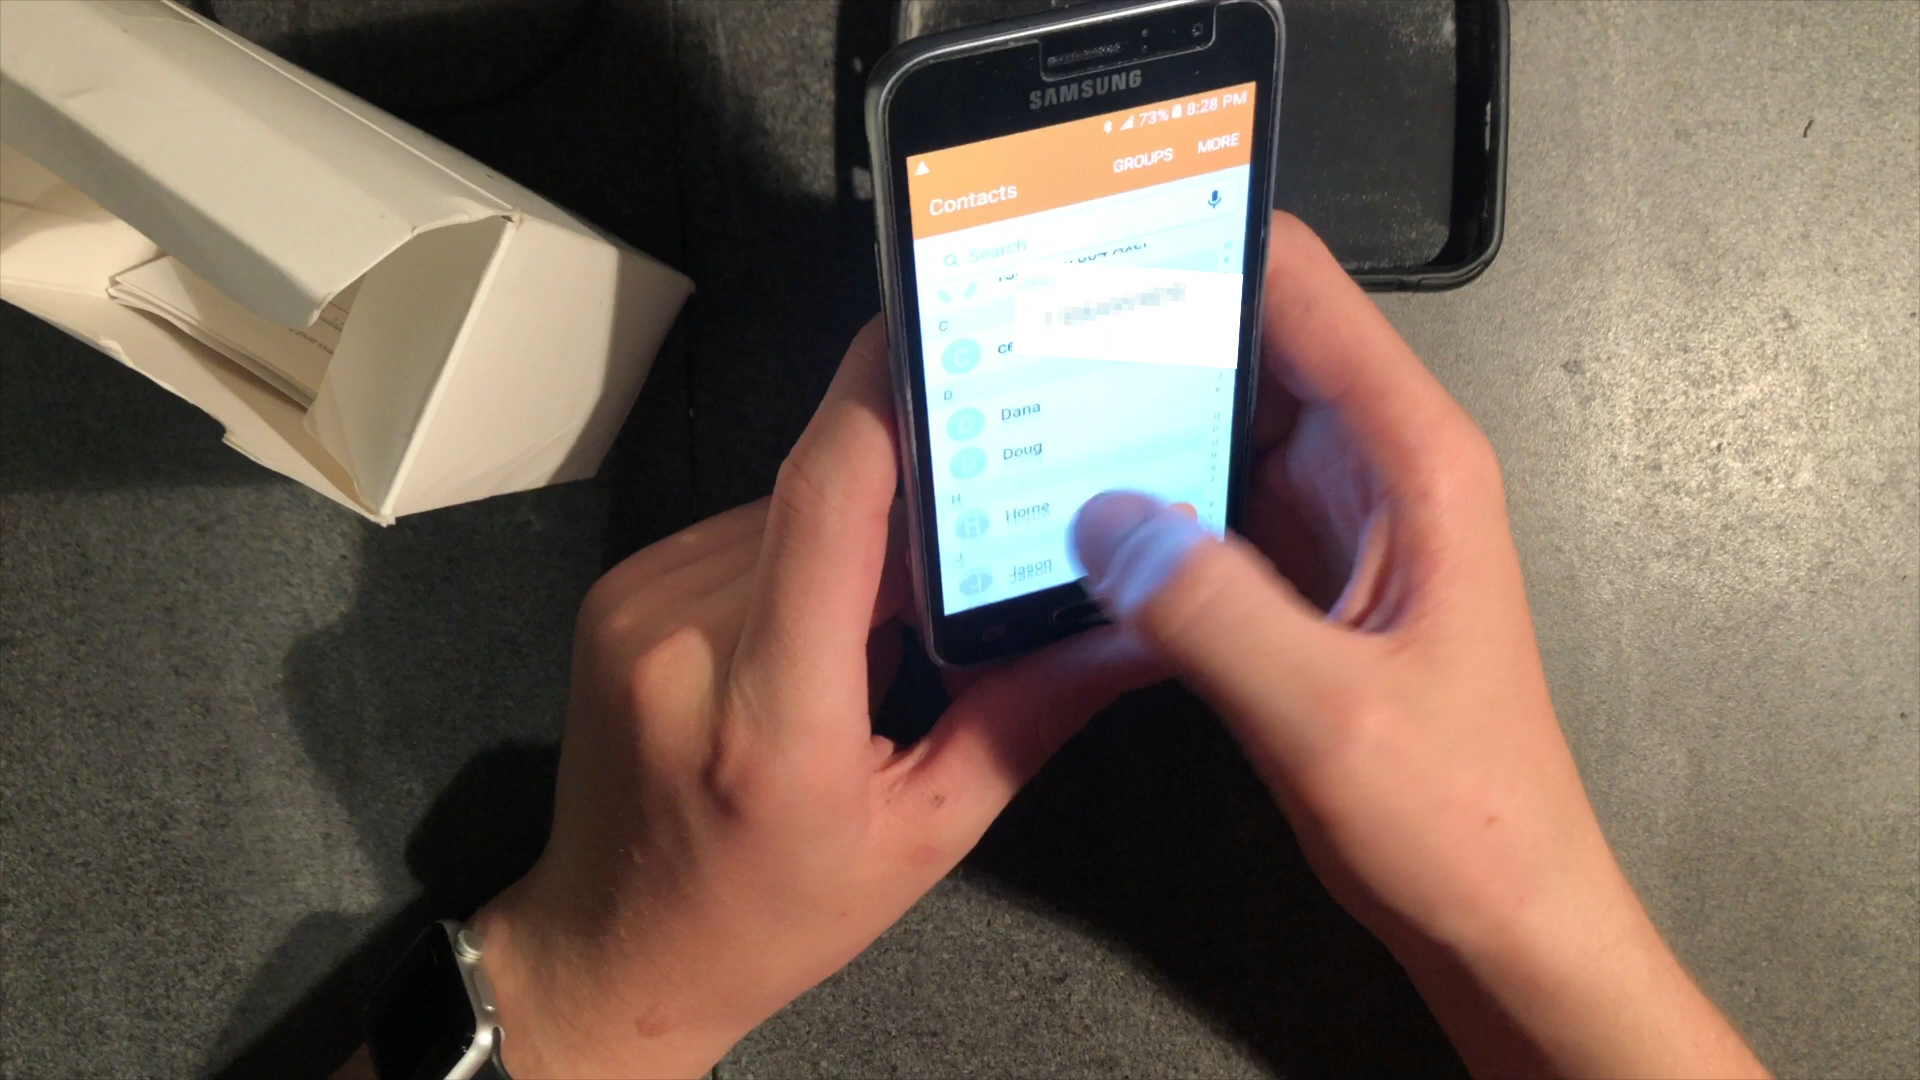 SAMSUNG
73% 8:28 PM
GROUPS MORE
Contacts
Search
C
C
D
D Dana
D Doug
H
H Home
J
J Jason